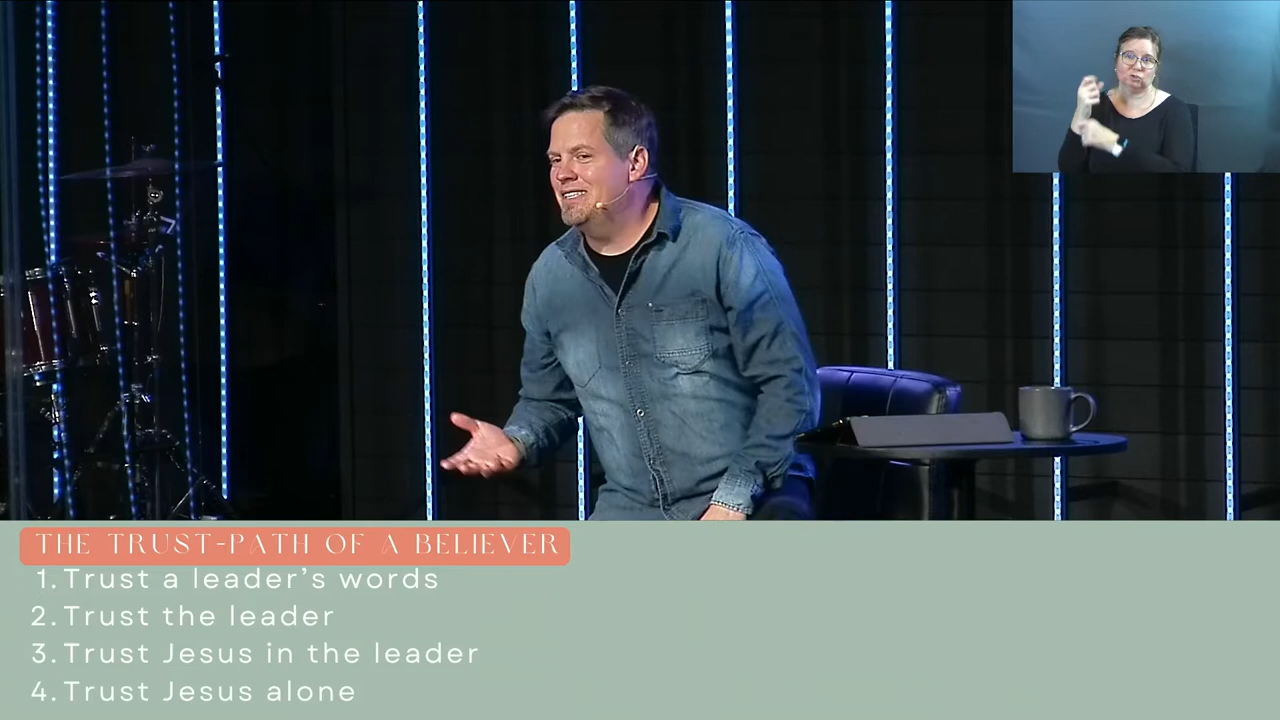 THE TRUST-PATH OF A BELIEVER
1. Trust a leader's words
2. Trust the leader
3. Trust Jesus in the leader
4. Trust Jesus alone